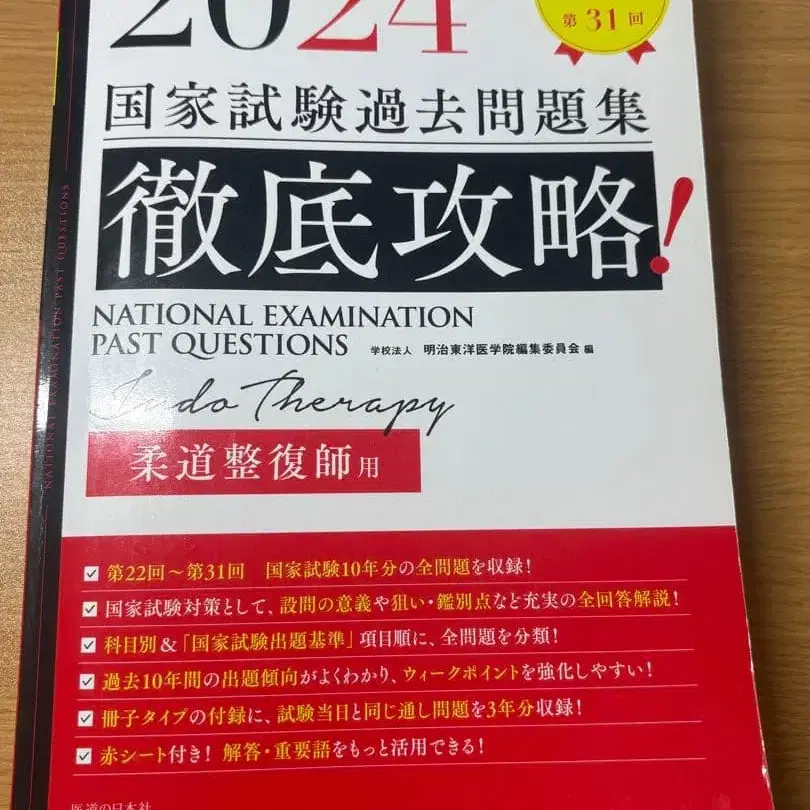 2024
第31回
国家試験過去問題集
徹底攻略!
NATIONAL EXAMINATION
PAST QUESTIONS 学校法人 明治東洋医学院編集委員会 編
Judo Therapy
柔道整復師用
第22回〜第31回 国家試験10年分の全問題を収録!
国家試験対策として、設問の意義や狙い・鑑別点など充実の全回答解説!
科目別&「国家試験出題基準」項目順に、全問題を分類!
過去10年間の出題傾向がよくわかり、ウィークポイントを強化しやすい!
冊子タイプの付録に、試験当日と同じ通し問題を3年分収録!
赤シート付き! 解答・重要語をもっと活用できる!
医道の日本社
NATIONAL EXAMINATION PAST QUESTIONS